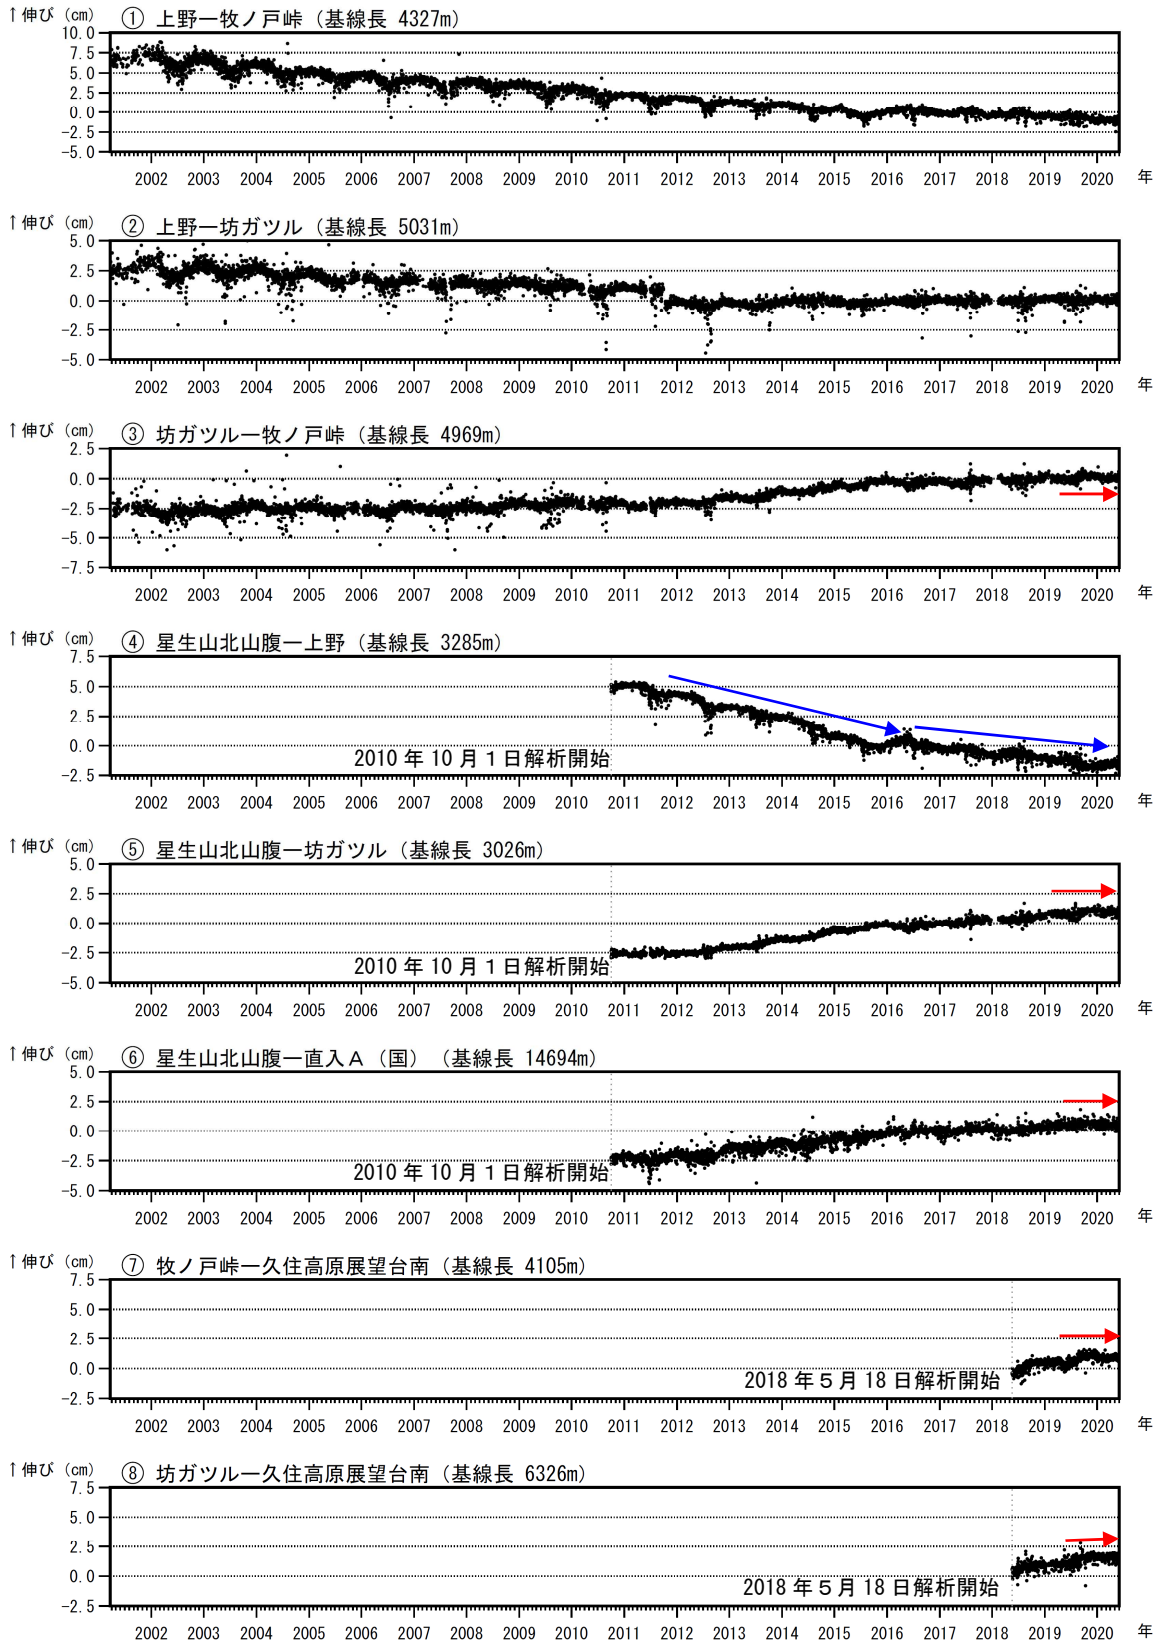 ↑伸び（cm） ① 上野ー牧ノ戸峠（基線長 4327m）
10.0
7.5
5.0
2.5
0.0
-2.5
-5.0
2002 2003 2004 2005 2006 2007 2008 2009 2010 2011 2012 2013 2014 2015 2016 2017 2018 2019 2020 年
↑伸び（cm） ② 上野ー坊ガツル（基線長 5031m）
5.0
2.5
0.0
-2.5
-5.0
2002 2003 2004 2005 2006 2007 2008 2009 2010 2011 2012 2013 2014 2015 2016 2017 2018 2019 2020 年
↑伸び（cm） ③ 坊ガツルー牧ノ戸峠（基線長 4969m）
2.5
0.0
-2.5
-5.0
-7.5
2002 2003 2004 2005 2006 2007 2008 2009 2010 2011 2012 2013 2014 2015 2016 2017 2018 2019 2020 年
↑伸び（cm） ④ 星生山北山腹ー上野（基線長 3285m）
7.5
5.0
2.5
0.0
-2.5
2010 年 10 月 1 日解析開始
2002 2003 2004 2005 2006 2007 2008 2009 2010 2011 2012 2013 2014 2015 2016 2017 2018 2019 2020 年
↑伸び（cm） ⑤ 星生山北山腹ー坊ガツル（基線長 3026m）
5.0
2.5
0.0
-2.5
-5.0
2010 年 10 月 1 日解析開始
2002 2003 2004 2005 2006 2007 2008 2009 2010 2011 2012 2013 2014 2015 2016 2017 2018 2019 2020 年
↑伸び（cm） ⑥ 星生山北山腹ー直入Ａ（国）（基線長 14694m）
5.0
2.5
0.0
-2.5
-5.0
2010 年 10 月 1 日解析開始
2002 2003 2004 2005 2006 2007 2008 2009 2010 2011 2012 2013 2014 2015 2016 2017 2018 2019 2020 年
↑伸び（cm） ⑦ 牧ノ戸峠ー久住高原展望台南（基線長 4105m）
7.5
5.0
2.5
0.0
-2.5
2018 年 5 月 18 日解析開始
2002 2003 2004 2005 2006 2007 2008 2009 2010 2011 2012 2013 2014 2015 2016 2017 2018 2019 2020 年
↑伸び（cm） ⑧ 坊ガツルー久住高原展望台南（基線長 6326m）
7.5
5.0
2.5
0.0
-2.5
2018 年 5 月 18 日解析開始
2002 2003 2004 2005 2006 2007 2008 2009 2010 2011 2012 2013 2014 2015 2016 2017 2018 2019 2020 年